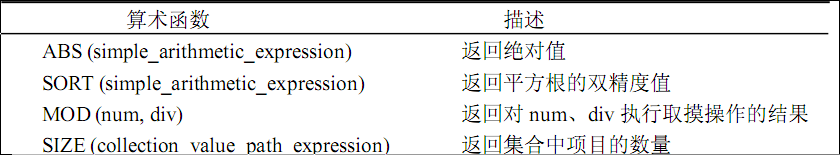 算术函数 描述
ABS (simple_arithmetic_expression) 返回绝对值
SORT (simple_arithmetic_expression) 返回平方根的双精度值
MOD (num, div) 返回对 num、div 执行取摸操作的结果
SIZE (collection_value_path_expression) 返回集合中项目的数量